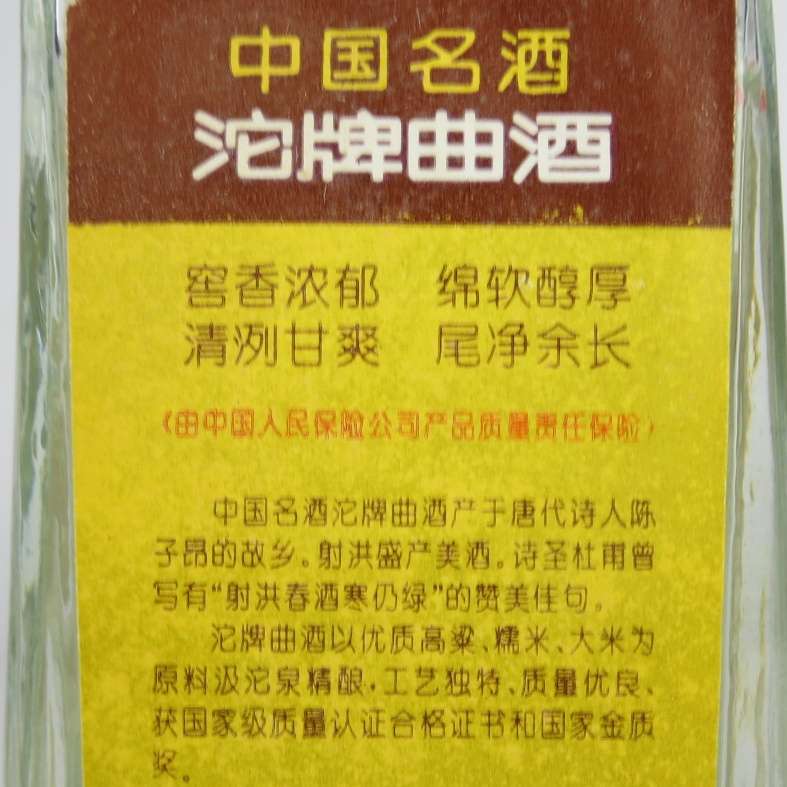 中国名酒
沱牌曲酒
窖香浓郁 绵软醇厚
清洌甘爽 尾净余长
(由中国人民保险公司产品质量责任保险)
中国名酒沱牌曲酒产于唐代诗人陈
子昂的故乡。射洪盛产美酒。诗圣杜甫曾
写有“射洪春酒寒仍绿”的赞美佳句。
沱牌曲酒以优质高粱、糯米、大米为
原料汲沱泉精酿,工艺独特、质量优良、
获国家级质量认证合格证书和国家金质
奖。